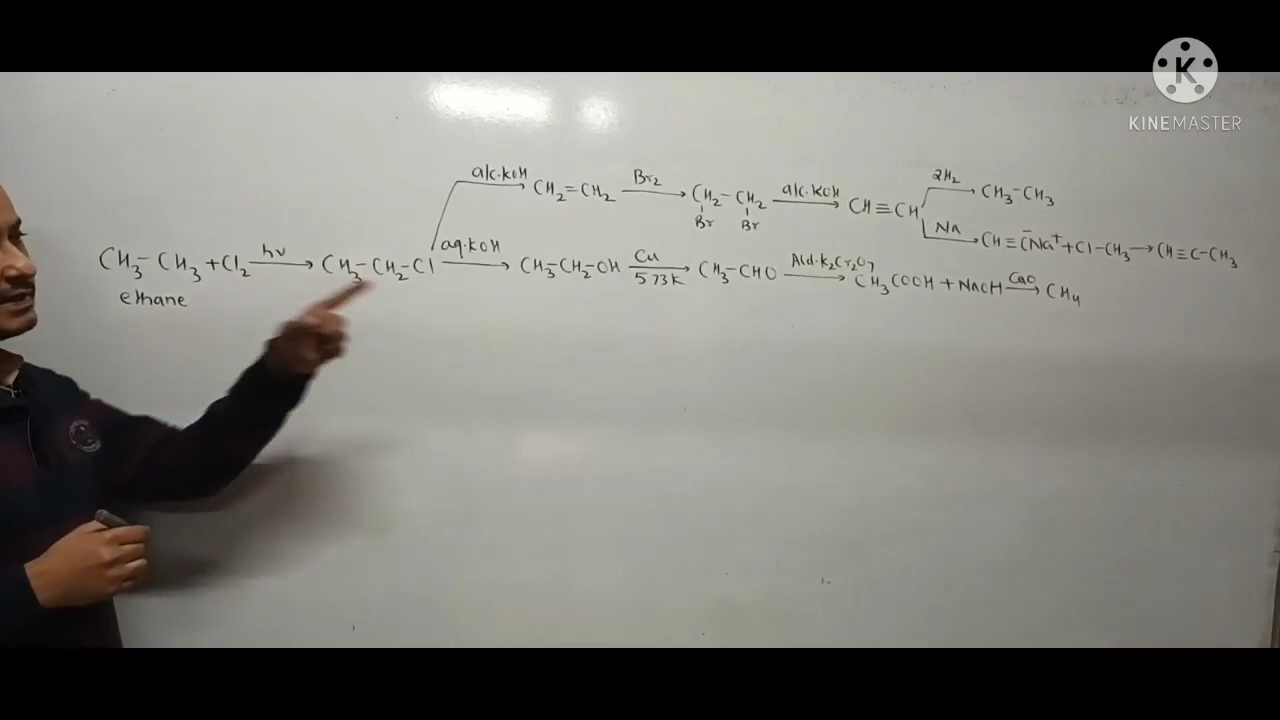 KINEMASTER
alc·KOH CH₂=CH₂ Br₂ → CH₂-CH₂ alc·KOH → CH≡CH 2H₂ → CH₃-CH₃
Br Br
Na → CH≡C̄Na⁺+Cl-CH₃ → CH≡C-CH₃
CH₃-CH₃+Cl₂ hν → CH₃-CH₂-Cl aq·KOH → CH₃-CH₂-OH Cu → CH₃-CHO Acd·K₂Cr₂O₇ → CH₃COOH+NaOH CaO → CH₄
573K
ethane